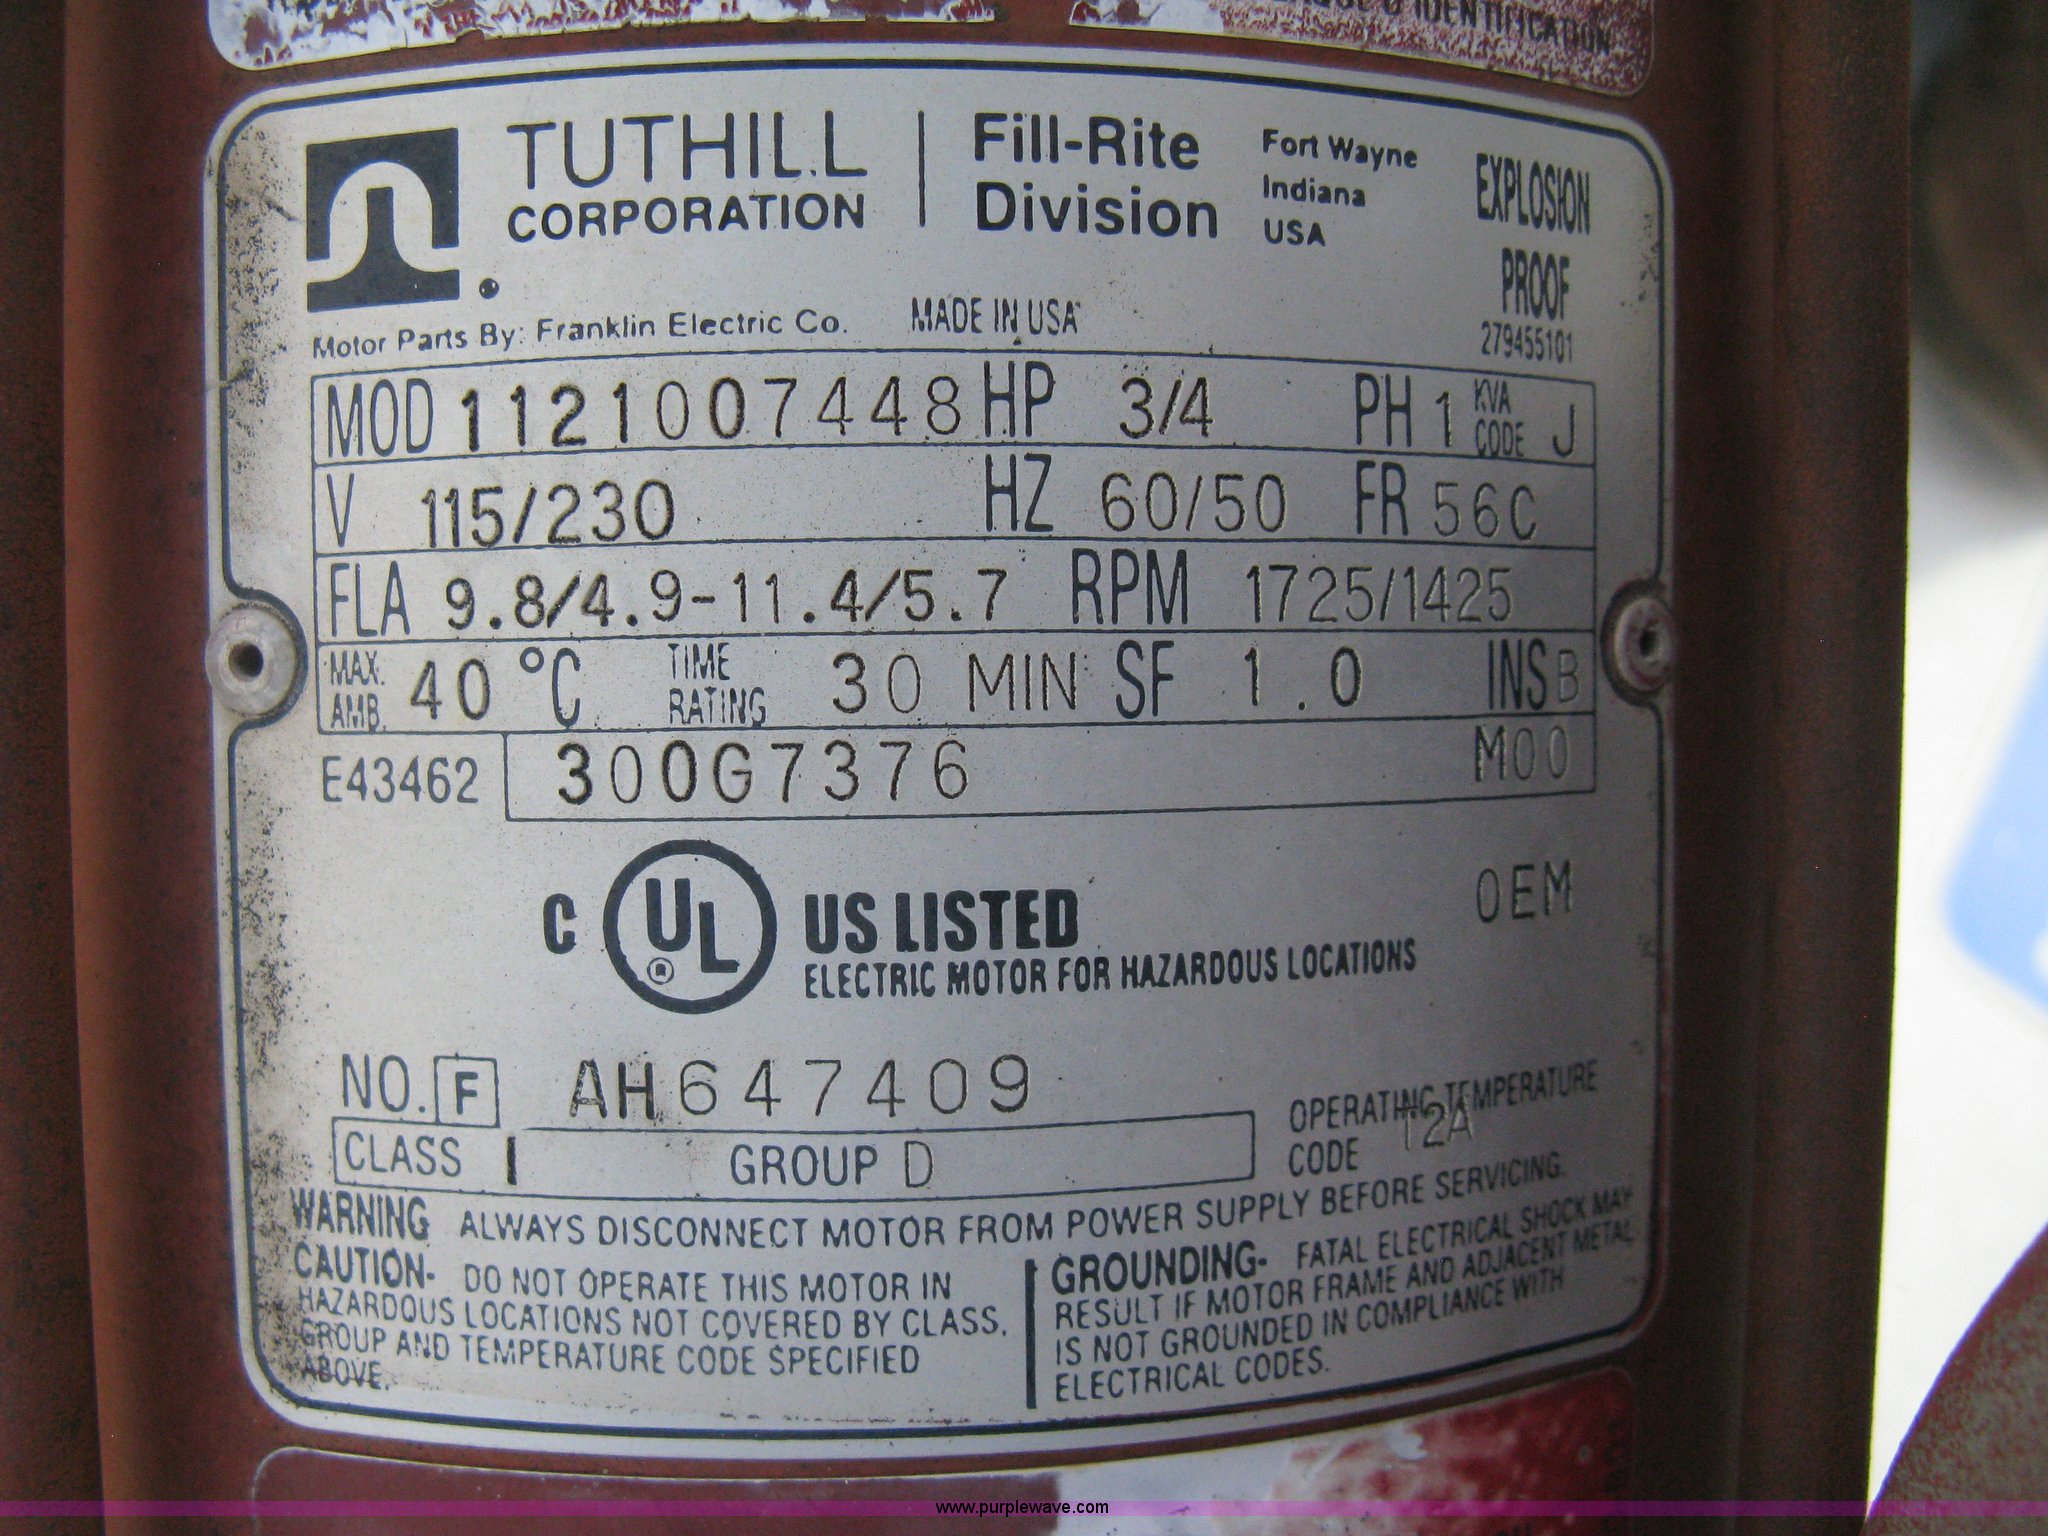 IDENTIFICATION
TUTHILL
CORPORATION
Fill-Rite
Division
Fort Wayne
Indiana
USA
EXPLOSION
PROOF
279455101
Motor Parts By: Franklin Electric Co. MADE IN USA
MOD 1121007448 HP 3/4 PH 1 KVA CODE J
V 115/230 HZ 60/50 FR 56C
FLA 9.8/4.9-11.4/5.7 RPM 1725/1425
MAX. AMB. 40 °C TIME RATING 30 MIN SF 1.0 INS B
E43462 300G7376 M00
C UL ® US LISTED
OEM
ELECTRIC MOTOR FOR HAZARDOUS LOCATIONS
NO. F AH647409
OPERATING TEMPERATURE
CODE T2A
CLASS I GROUP D
WARNING ALWAYS DISCONNECT MOTOR FROM POWER SUPPLY BEFORE SERVICING.
CAUTION- DO NOT OPERATE THIS MOTOR IN
HAZARDOUS LOCATIONS NOT COVERED BY CLASS,
GROUP AND TEMPERATURE CODE SPECIFIED
ABOVE.
GROUNDING- FATAL ELECTRICAL SHOCK MAY
RESULT IF MOTOR FRAME AND ADJACENT METAL
IS NOT GROUNDED IN COMPLIANCE WITH
ELECTRICAL CODES.
www.purplewave.com